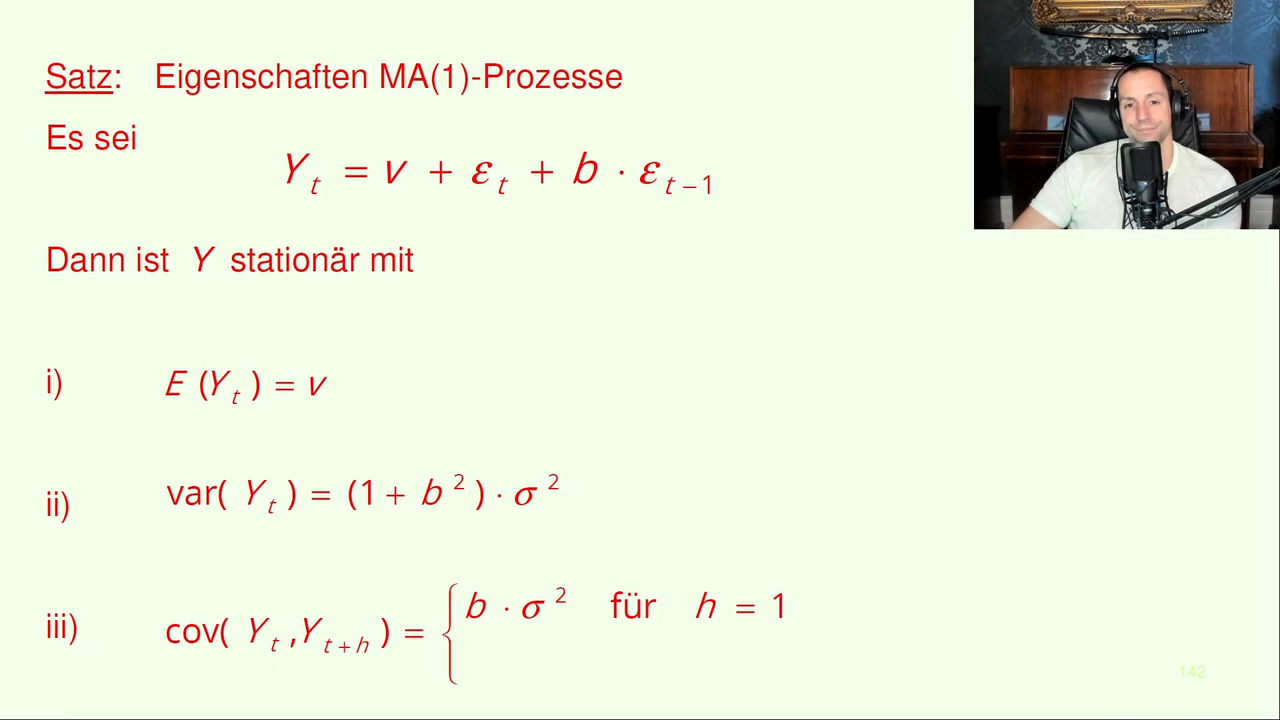 Satz: Eigenschaften MA(1)-Prozesse
Es sei
Y_t = ν + ε_t + b · ε_{t−1}
Dann ist Y stationär mit
i) E(Y_t) = ν
ii) var(Y_t) = (1 + b²) · σ²
iii) cov(Y_t, Y_{t+h}) = { b · σ² für h = 1
142